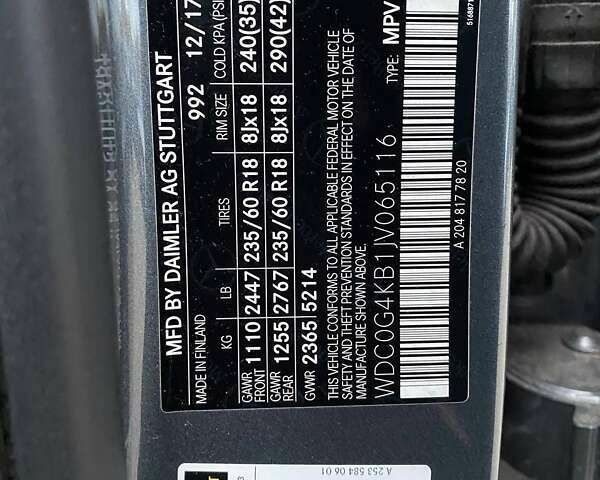 MFD BY DAIMLER AG STUTTGART
MADE IN FINLAND 992 12/17
KG LB TIRES RIM SIZE COLD KPA(PSI
GAWR FRONT 1110 2447 235/60 R18 8Jx18 240(35)
GAWR REAR 1255 2767 235/60 R18 8Jx18 290(42)
GVWR 2365 5214
THIS VEHICLE CONFORMS TO ALL APPLICABLE FEDERAL MOTOR VEHICLE
SAFETY AND THEFT PREVENTION STANDARDS IN EFFECT ON THE DATE OF
MANUFACTURE SHOWN ABOVE.
TYPE: MPV
WDC0G4KB1JV065116
A 204 817 78 20
A 253 584 06 01